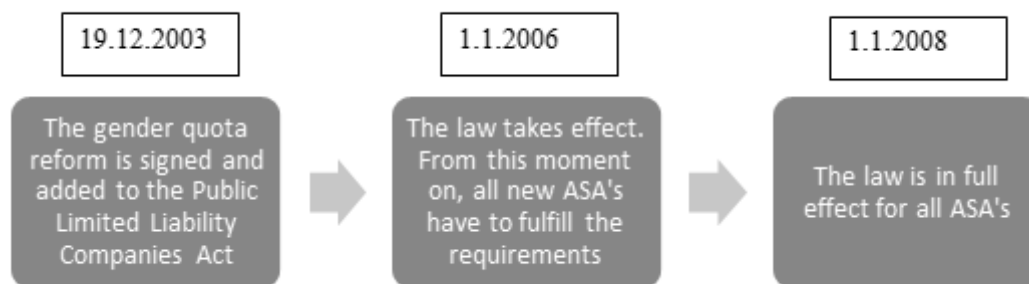 19.12.2003
The gender quota
reform is signed and
added to the Public
Limited Liability
Companies Act
1.1.2006
The law takes effect.
From this moment
on, all new ASA's
have to fulfill the
requirements
1.1.2008
The law is in full
effect for all ASA's